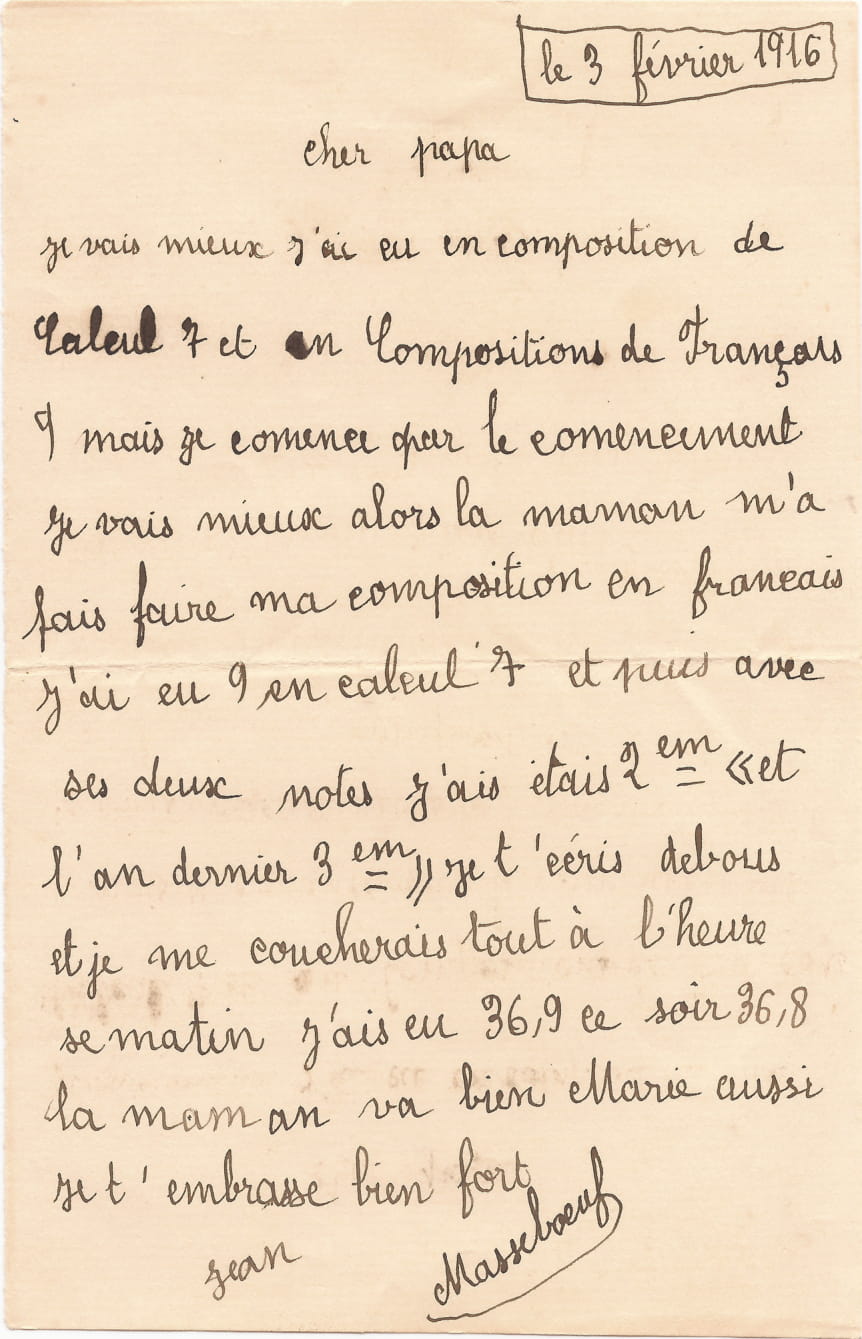 le 3 février 1916
Cher papa
je vais mieux j'ai eu en composition de
Calcul 7 et en Compositions de Français
9 mais je comence par le comencement
je vais mieux alors la maman m'a
fais faire ma composition en francais
j'ai eu 9 en calcul 7 et puis avec
ses deux notes j'ais étais 2 em «et
l'an dernier 3 em» je t'écris debous
et je me coucherais tout à l'heure
se matin j'ais eu 36,9 ce soir 36,8
la maman va bien Marie aussi
je t'embrasse bien fort
jean Masseboeuf